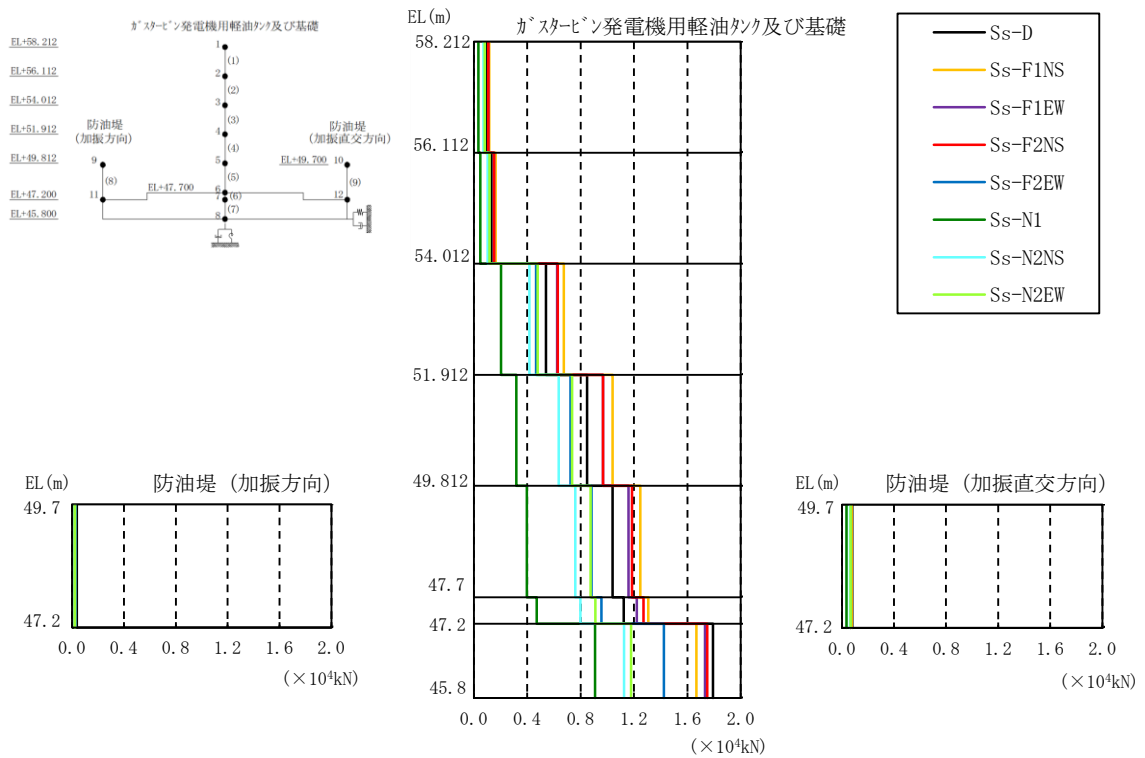 ｶﾞｽﾀｰﾋﾞﾝ発電機用軽油ﾀﾝｸ及び基礎
EL+58.212
EL+56.112
EL+54.012
EL+51.912
EL+49.812
EL+47.200
EL+45.800
1
(1)
2
(2)
3
(3)
4
(4)
5
(5)
6
7
(6)
(7)
8
防油堤
(加振方向)
9
(8)
11
EL+47.700
防油堤
(加振直交方向)
EL+49.700
10
(9)
12
EL(m)
ｶﾞｽﾀｰﾋﾞﾝ発電機用軽油ﾀﾝｸ及び基礎
58.212
56.112
54.012
51.912
49.812
47.7
47.2
45.8
0.0 0.4 0.8 1.2 1.6 2.0
(×10⁴kN)
Ss-D
Ss-F1NS
Ss-F1EW
Ss-F2NS
Ss-F2EW
Ss-N1
Ss-N2NS
Ss-N2EW
EL(m)
防油堤 (加振方向)
49.7
47.2
0.0 0.4 0.8 1.2 1.6 2.0
(×10⁴kN)
EL(m)
防油堤 (加振直交方向)
49.7
47.2
0.0 0.4 0.8 1.2 1.6 2.0
(×10⁴kN)